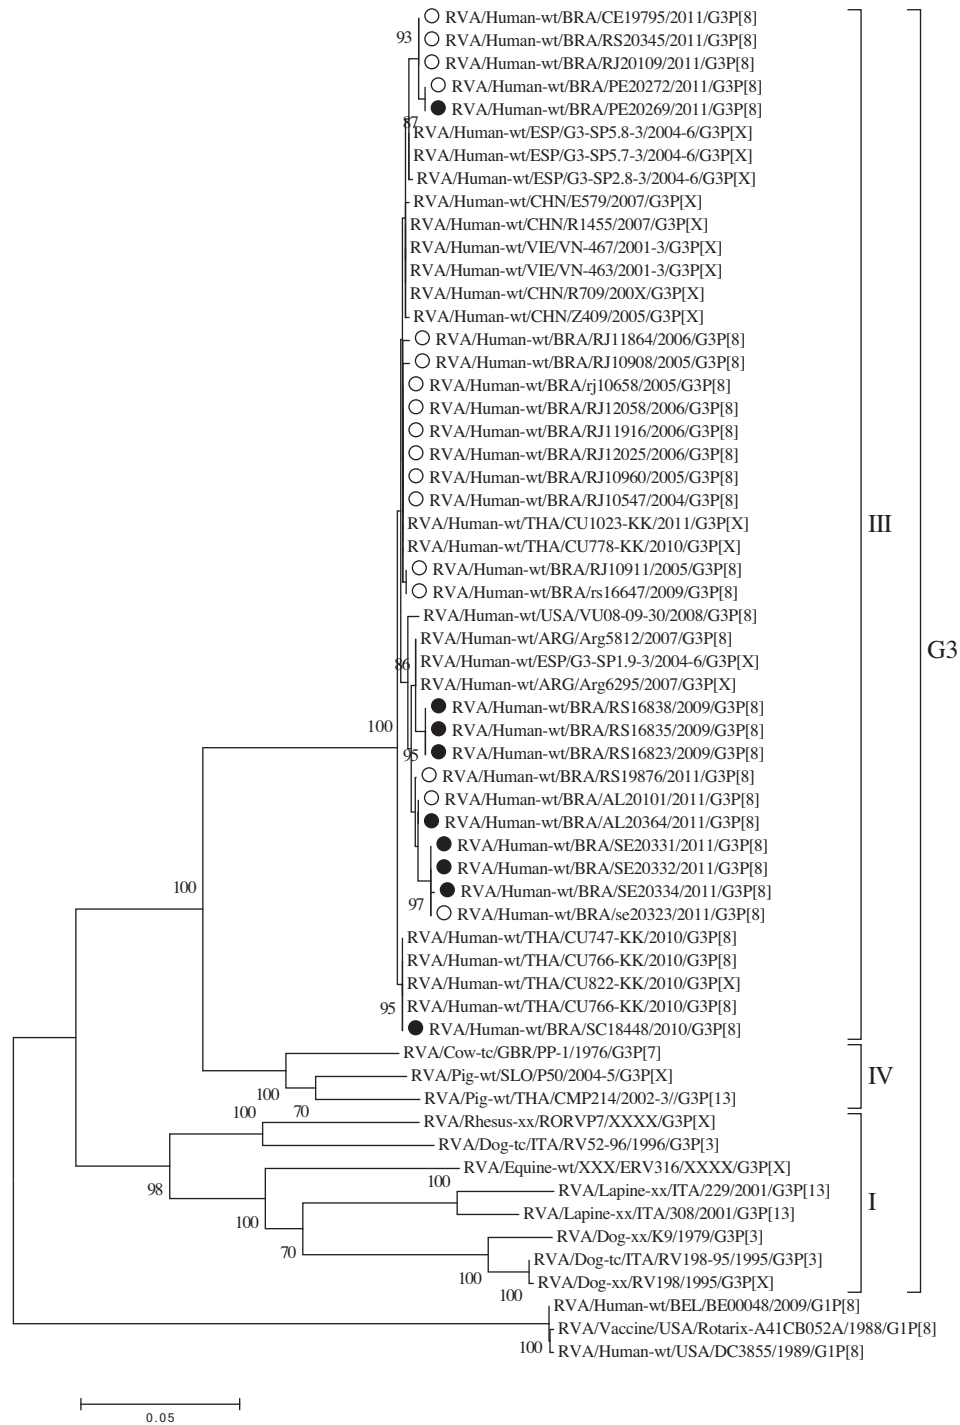 RVA/Human-wt/BRA/CE19795/2011/G3P[8]
93
RVA/Human-wt/BRA/RS20345/2011/G3P[8]
RVA/Human-wt/BRA/RJ20109/2011/G3P[8]
RVA/Human-wt/BRA/PE20272/2011/G3P[8]
RVA/Human-wt/BRA/PE20269/2011/G3P[8]
87
RVA/Human-wt/ESP/G3-SP5.8-3/2004-6/G3P[X]
RVA/Human-wt/ESP/G3-SP5.7-3/2004-6/G3P[X]
RVA/Human-wt/ESP/G3-SP2.8-3/2004-6/G3P[X]
RVA/Human-wt/CHN/E579/2007/G3P[X]
RVA/Human-wt/CHN/R1455/2007/G3P[X]
RVA/Human-wt/VIE/VN-467/2001-3/G3P[X]
RVA/Human-wt/VIE/VN-463/2001-3/G3P[X]
RVA/Human-wt/CHN/R709/200X/G3P[X]
RVA/Human-wt/CHN/Z409/2005/G3P[X]
RVA/Human-wt/BRA/RJ11864/2006/G3P[8]
RVA/Human-wt/BRA/RJ10908/2005/G3P[8]
RVA/Human-wt/BRA/rj10658/2005/G3P[8]
RVA/Human-wt/BRA/RJ12058/2006/G3P[8]
RVA/Human-wt/BRA/RJ11916/2006/G3P[8]
RVA/Human-wt/BRA/RJ12025/2006/G3P[8]
RVA/Human-wt/BRA/RJ10960/2005/G3P[8]
RVA/Human-wt/BRA/RJ10547/2004/G3P[8]
RVA/Human-wt/THA/CU1023-KK/2011/G3P[X]
III
RVA/Human-wt/THA/CU778-KK/2010/G3P[X]
RVA/Human-wt/BRA/RJ10911/2005/G3P[8]
RVA/Human-wt/BRA/rs16647/2009/G3P[8]
RVA/Human-wt/USA/VU08-09-30/2008/G3P[8]
RVA/Human-wt/ARG/Arg5812/2007/G3P[8]
G3
86
RVA/Human-wt/ESP/G3-SP1.9-3/2004-6/G3P[X]
RVA/Human-wt/ARG/Arg6295/2007/G3P[X]
RVA/Human-wt/BRA/RS16838/2009/G3P[8]
100
RVA/Human-wt/BRA/RS16835/2009/G3P[8]
95
RVA/Human-wt/BRA/RS16823/2009/G3P[8]
RVA/Human-wt/BRA/RS19876/2011/G3P[8]
RVA/Human-wt/BRA/AL20101/2011/G3P[8]
RVA/Human-wt/BRA/AL20364/2011/G3P[8]
RVA/Human-wt/BRA/SE20331/2011/G3P[8]
RVA/Human-wt/BRA/SE20332/2011/G3P[8]
100
RVA/Human-wt/BRA/SE20334/2011/G3P[8]
97
RVA/Human-wt/BRA/se20323/2011/G3P[8]
RVA/Human-wt/THA/CU747-KK/2010/G3P[8]
RVA/Human-wt/THA/CU766-KK/2010/G3P[8]
RVA/Human-wt/THA/CU822-KK/2010/G3P[X]
95
RVA/Human-wt/THA/CU766-KK/2010/G3P[8]
RVA/Human-wt/BRA/SC18448/2010/G3P[8]
RVA/Cow-tc/GBR/PP-1/1976/G3P[7]
RVA/Pig-wt/SLO/P50/2004-5/G3P[X]
IV
100
RVA/Pig-wt/THA/CMP214/2002-3//G3P[13]
70
100
RVA/Rhesus-xx/RORVP7/XXXX/G3P[X]
RVA/Dog-tc/ITA/RV52-96/1996/G3P[3]
RVA/Equine-wt/XXX/ERV316/XXXX/G3P[X]
100
98
RVA/Lapine-xx/ITA/229/2001/G3P[13]
I
RVA/Lapine-xx/ITA/308/2001/G3P[13]
100
RVA/Dog-xx/K9/1979/G3P[3]
70
RVA/Dog-tc/ITA/RV198-95/1995/G3P[3]
100
RVA/Dog-xx/RV198/1995/G3P[X]
100
RVA/Human-wt/BEL/BE00048/2009/G1P[8]
RVA/Vaccine/USA/Rotarix-A41CB052A/1988/G1P[8]
100
RVA/Human-wt/USA/DC3855/1989/G1P[8]
0.05